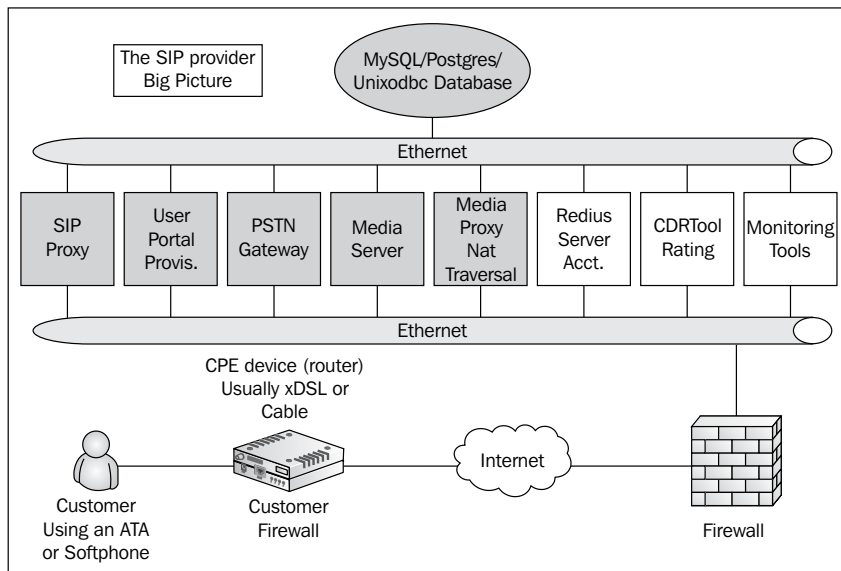 The SIP provider
Big Picture
MySQL/Postgres/
Unixodbc Database
Ethernet
SIP
Proxy
User
Portal
Provis.
PSTN
Gateway
Media
Server
Media
Proxy
Nat
Traversal
Redius
Server
Acct.
CDRTool
Rating
Monitoring
Tools
Ethernet
CPE device (router)
Usually xDSL or
Cable
Internet
Customer
Using an ATA
or Softphone
Customer
Firewall
Firewall